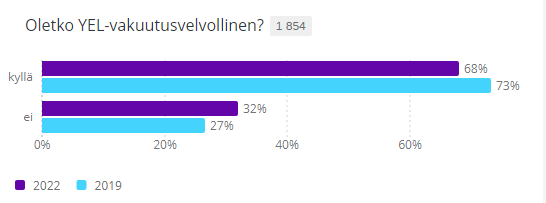 Oletko YEL-vakuutusvelvollinen? 1 854
kyllä
68%
73%
ei
32%
27%
0% 20% 40% 60%
2022 2019